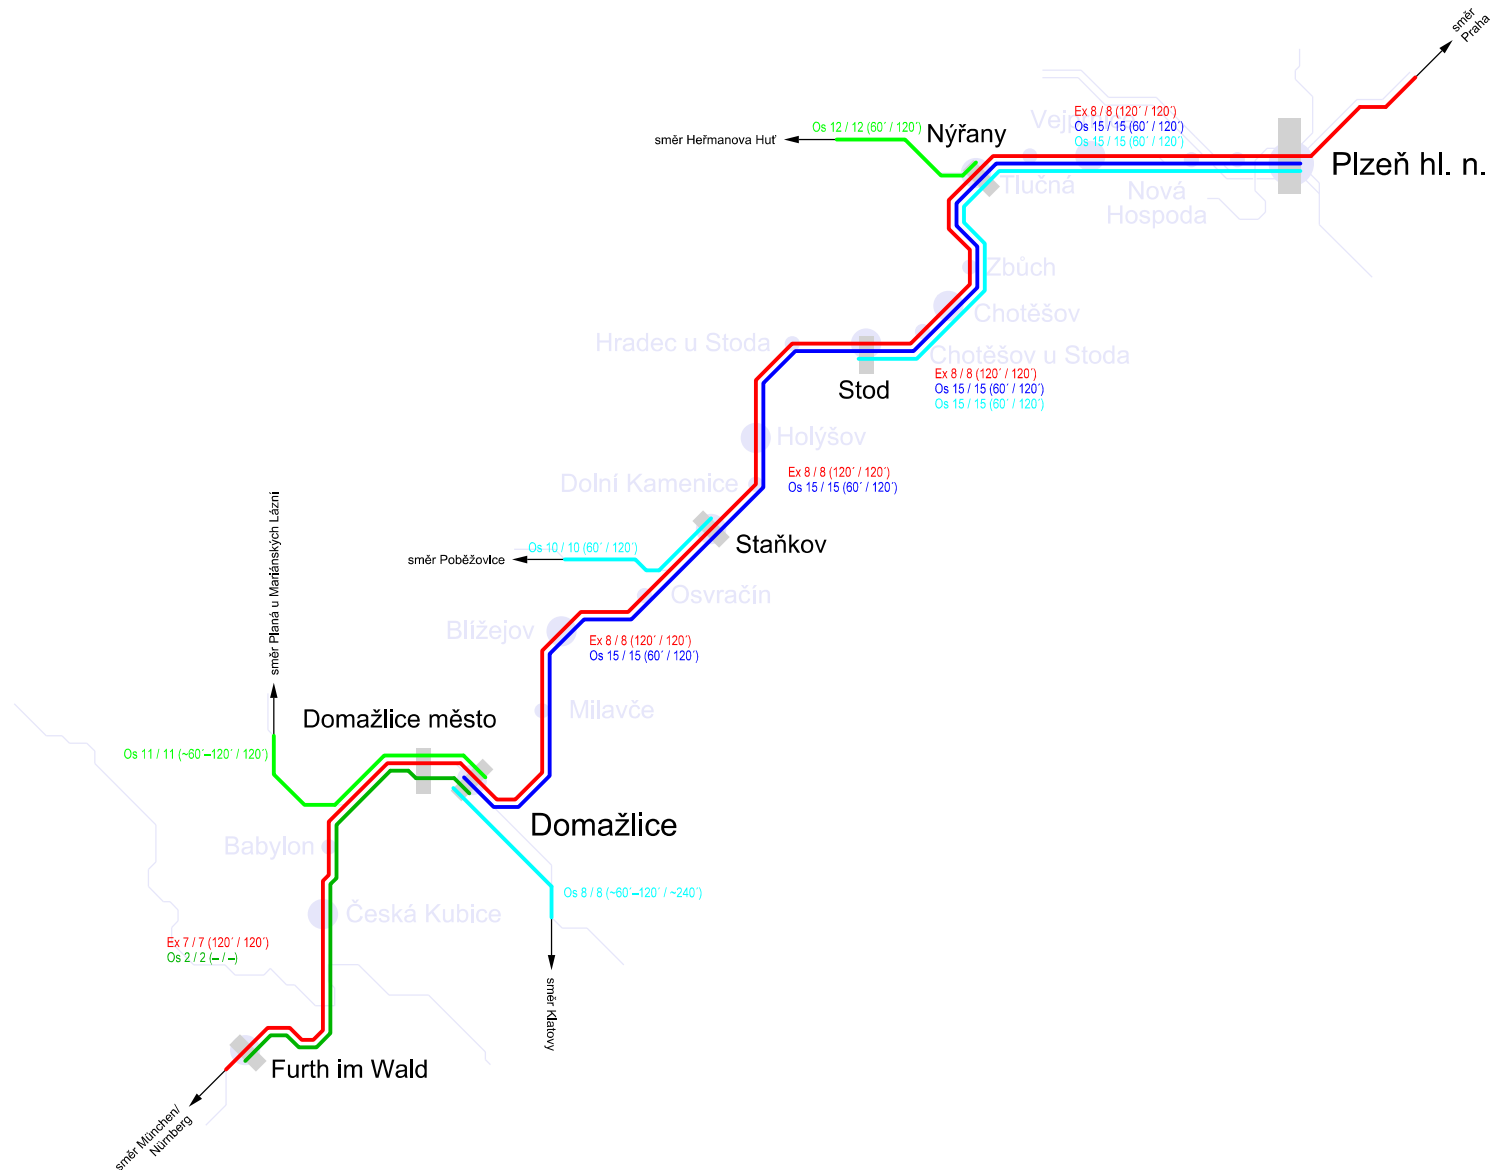 směr
Praha
Os 12 / 12 (60´ / 120´)
Nýřany
Vejp
Ex 8 / 8 (120´ / 120´)
Os 15 / 15 (60´ / 120´)
Os 15 / 15 (60´ / 120´)
směr Heřmanova Huť
Plzeň hl. n.
Tlučná
Nová
Hospoda
Zbůch
Chotěšov
Hradec u Stoda
Chotěšov u Stoda
Stod
Ex 8 / 8 (120´ / 120´)
Os 15 / 15 (60´ / 120´)
Os 15 / 15 (60´ / 120´)
Holýšov
Ex 8 / 8 (120´ / 120´)
Os 15 / 15 (60´ / 120´)
Dolní Kamenice
Staňkov
Os 10 / 10 (60´ / 120´)
směr Poběžovice
Osvračín
Blížejov
Ex 8 / 8 (120´ / 120´)
Os 15 / 15 (60´ / 120´)
směr Planá u Mariánských Lázní
Milavče
Domažlice město
Os 11 / 11 (~60´–120´ / 120´)
Domažlice
Babylon
Os 8 / 8 (~60´–120´ / ~240´)
Česká Kubice
Ex 7 / 7 (120´ / 120´)
Os 2 / 2 (– / –)
směr Klatovy
Furth im Wald
směr München/
Nürnberg